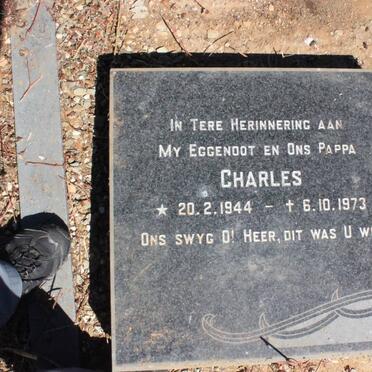 IN TERE HERINNERING AAN
MY EGGENOOT EN ONS PAPPA
CHARLES
★ 20.2.1944 – † 6.10.1973
ONS SWYG O! HEER, DIT WAS U